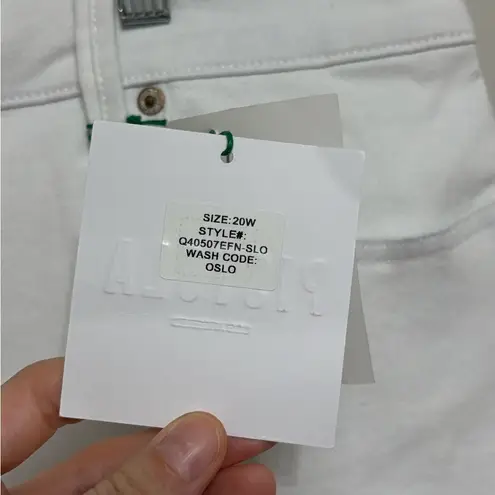 SIZE:20W
STYLE#:
Q40507EFN-SLO
WASH CODE:
OSLO